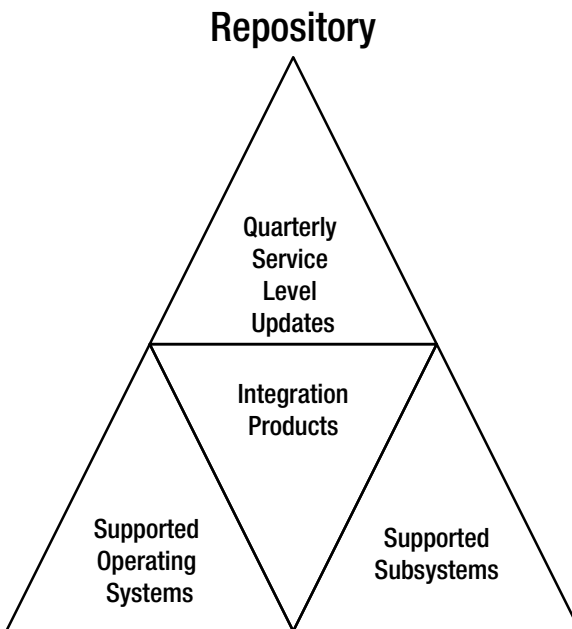 Repository
Quarterly
Service
Level
Updates
Integration
Products
Supported
Operating
Systems
Supported
Subsystems